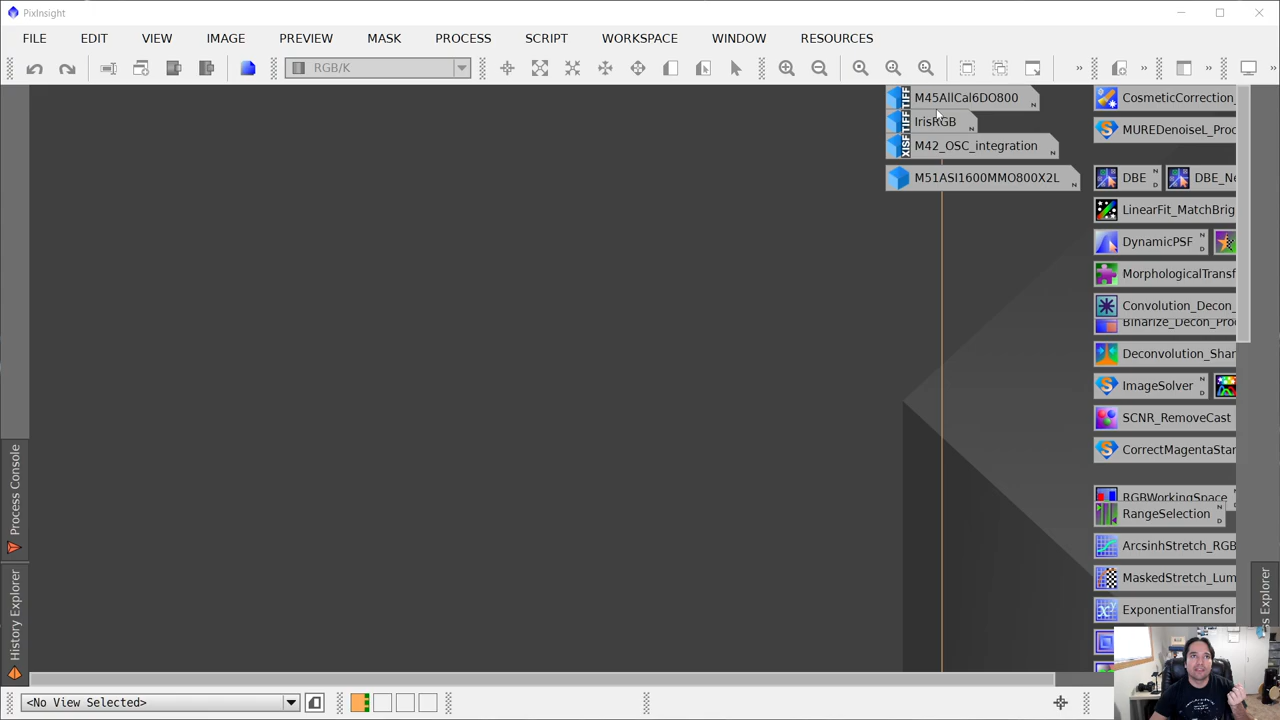 PixInsight
FILE EDIT VIEW IMAGE PREVIEW MASK PROCESS SCRIPT WORKSPACE WINDOW RESOURCES
RGB/K
M45AllCal6DO800
N
TIFF
CosmeticCorrection_
IrisRGB
N
TIFF
MUREDenoiseL_Proc
M42_OSC_integration
N
XISF
M51ASI1600MMO800X2L
N
DBE
N
D
DBE_Ne
LinearFit_MatchBrig
DynamicPSF
N
D
MorphologicalTransf
Convolution_Decon_
Binarize_Decon_Pro
Deconvolution_Shar
ImageSolver
N
D
SCNR_RemoveCast
CorrectMagentaStar
RGBWorkingSpace
RangeSelection
N
D
ArcsinhStretch_RGB
MaskedStretch_Lum
ExponentialTransfor
Process Console
History Explorer
s Explorer
<No View Selected>